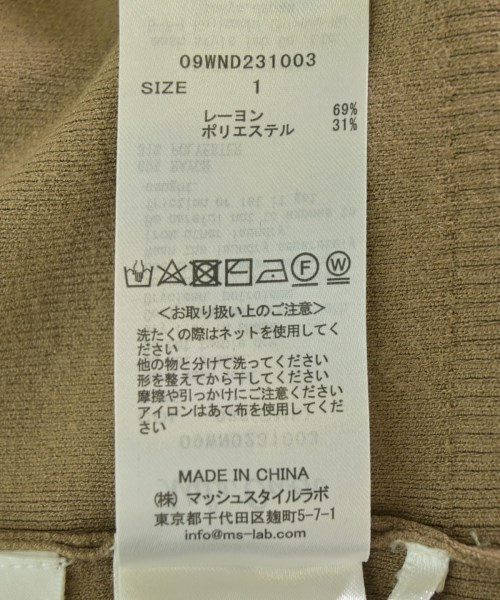 09WND231003
SIZE 1
レーヨン 69%
ポリエステル 31%
F W
<お取り扱い上のご注意>
洗たくの際はネットを使用してく
ださい
他の物と分けて洗ってください
形を整えてから干してください
摩擦や引っかけにご注意ください
アイロンはあて布を使用してくだ
さい
MADE IN CHINA
(株) マッシュスタイルラボ
東京都千代田区麹町5-7-1
info@ms-lab.com